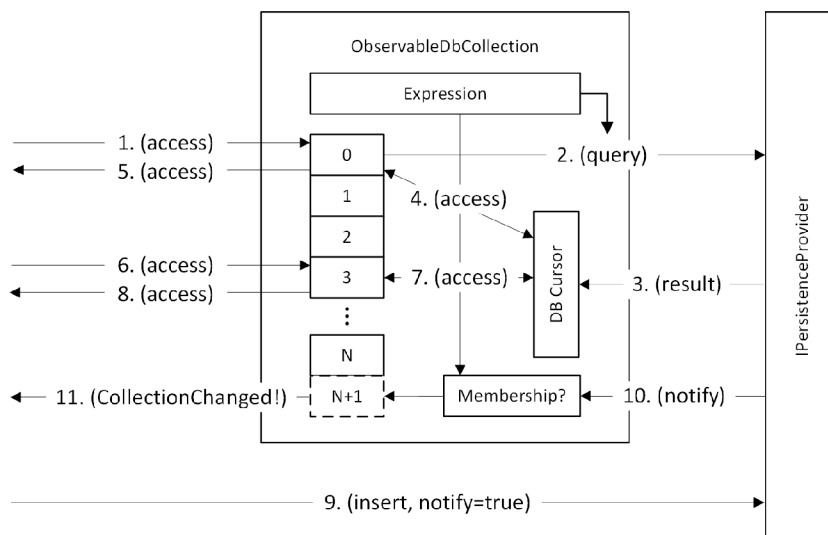 ObservableDbCollection
Expression
1. (access)
0
2. (query)
5. (access)
1
4. (access)
2
6. (access)
3
7. (access)
DB Cursor
3. (result)
8. (access)
⋮
N
11. (CollectionChanged!)
N+1
Membership?
10. (notify)
9. (insert, notify=true)
IPersistenceProvider